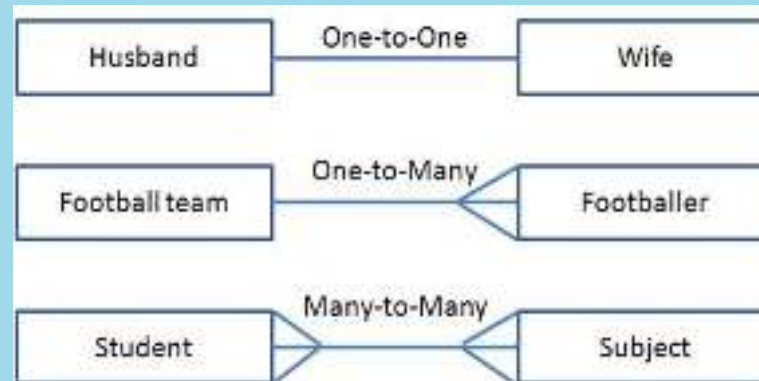 One-to-One
Husband Wife
One-to-Many
Football team Footballer
Many-to-Many
Student Subject